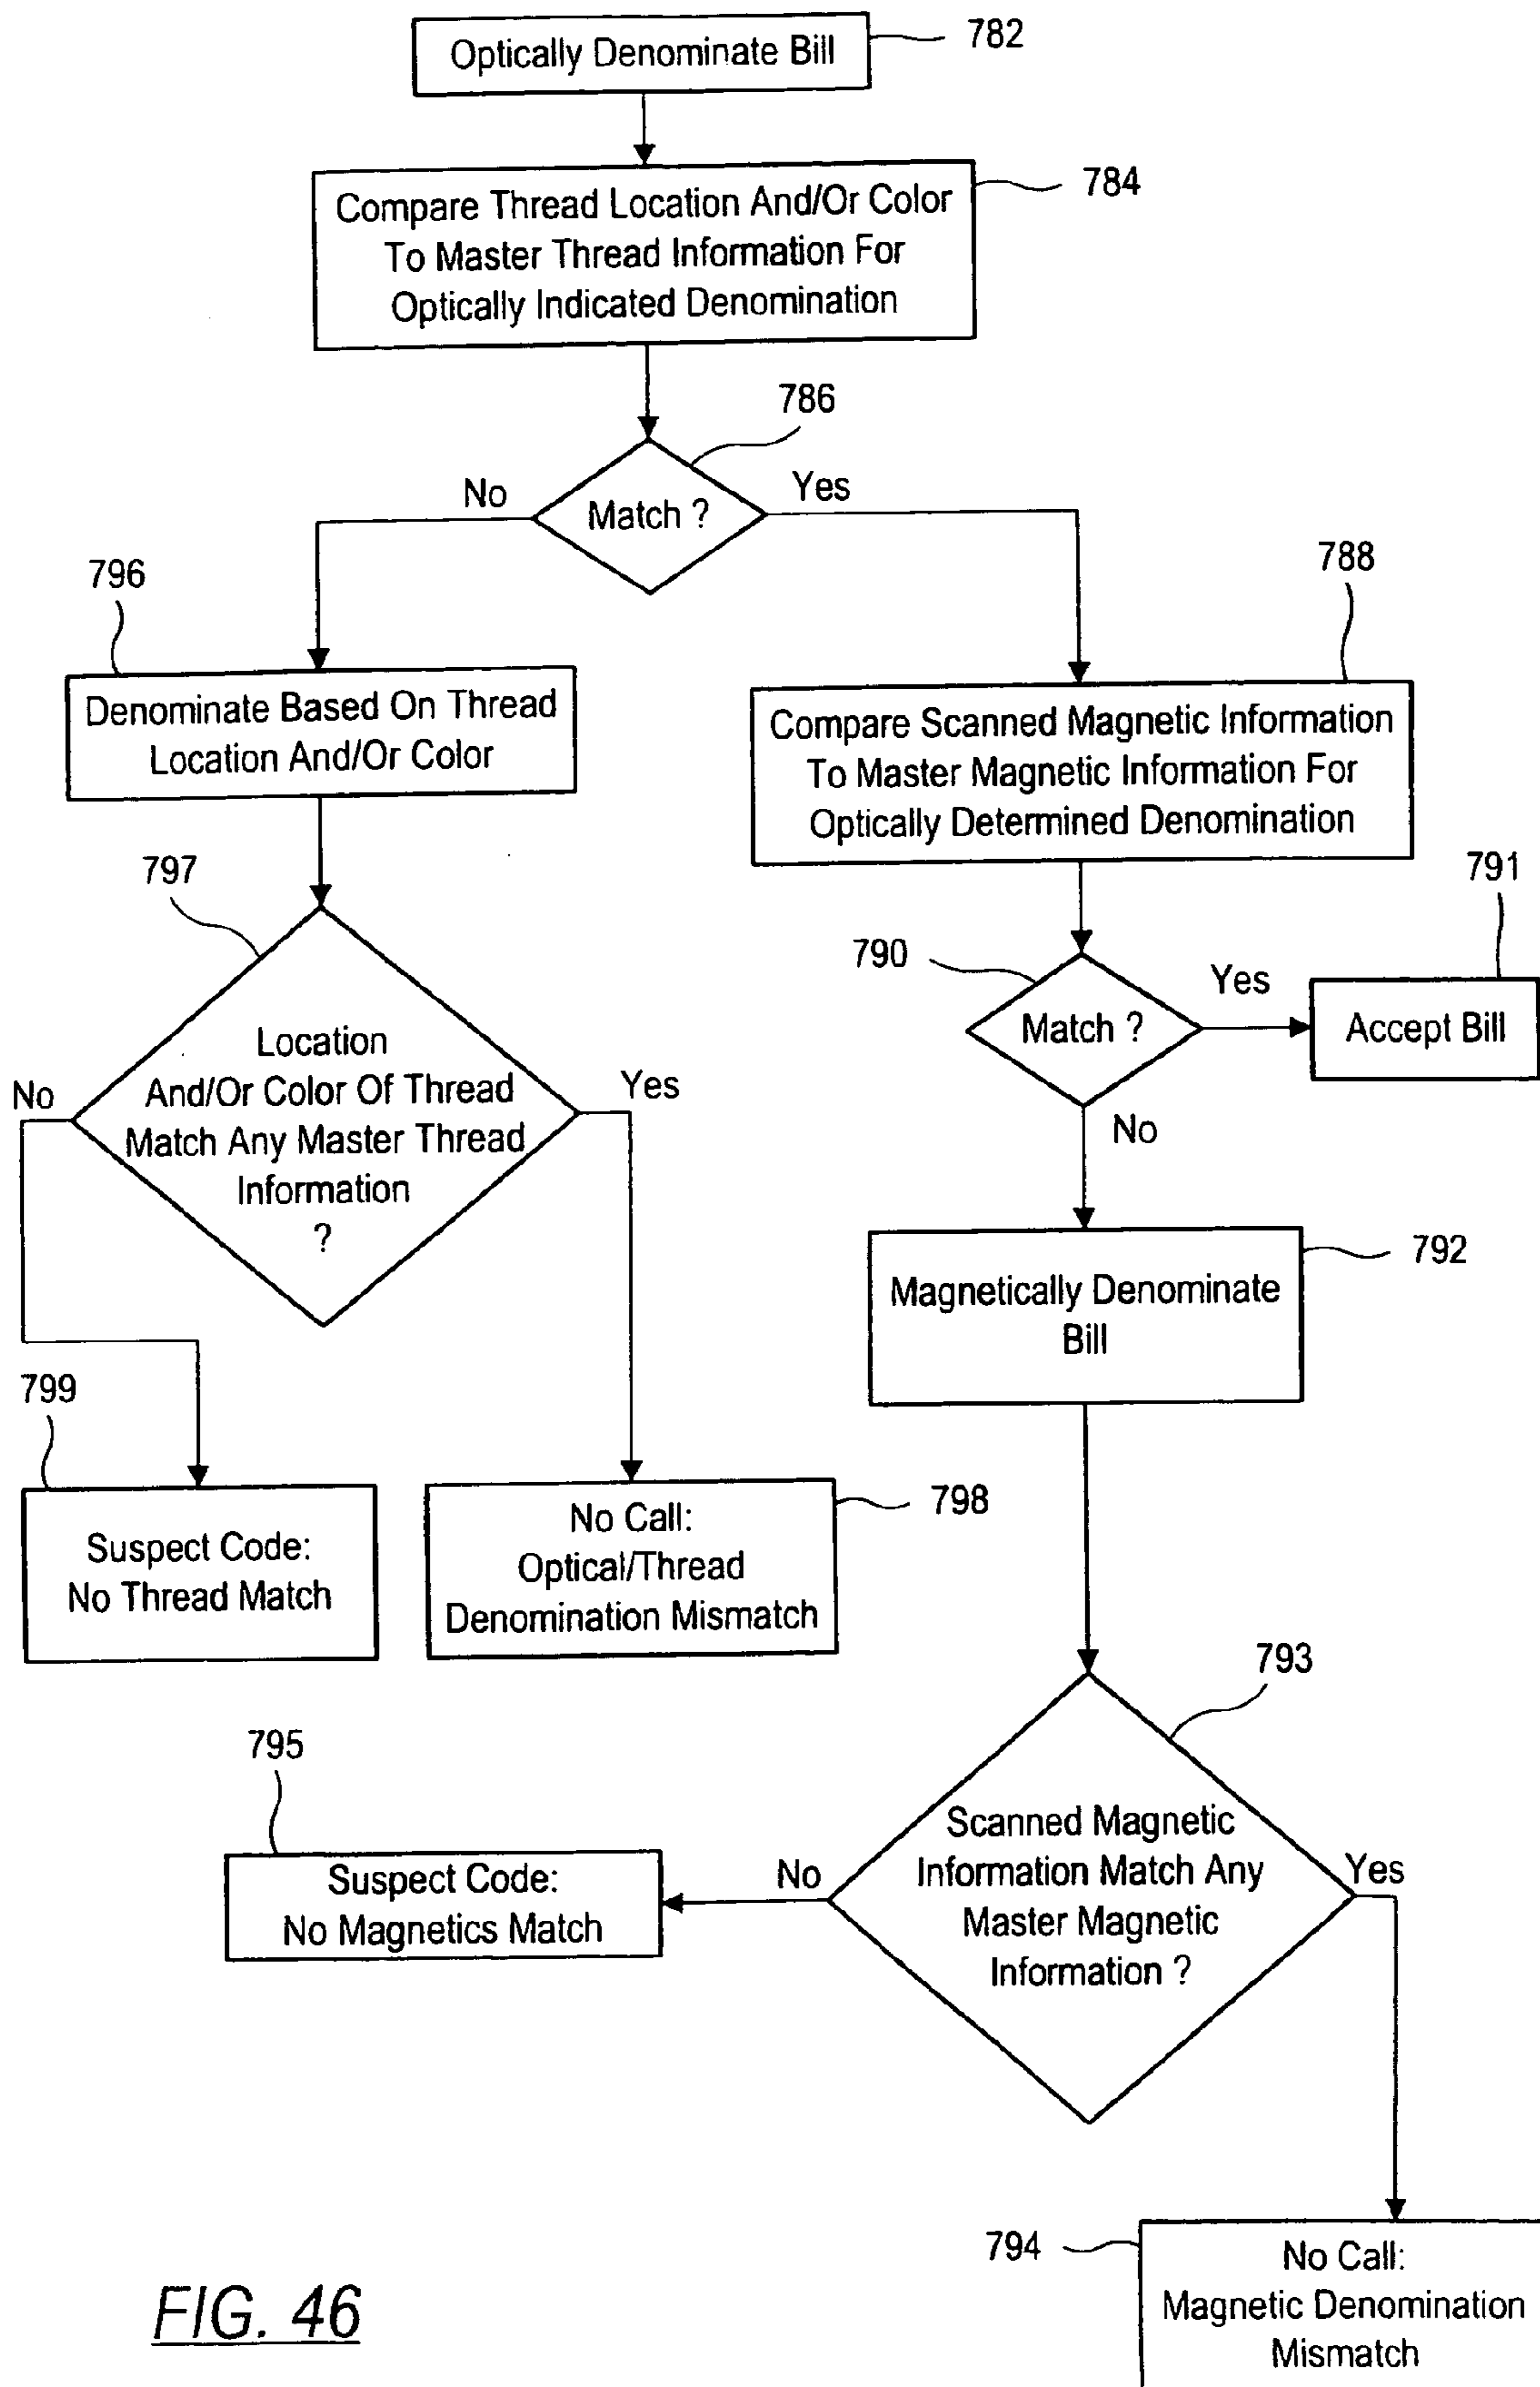 Optically Denominate Bill
782
Compare Thread Location And/Or Color
To Master Thread Information For
Optically Indicated Denomination
784
786
Match ?
No
Yes
796
Denominate Based On Thread
Location And/Or Color
788
Compare Scanned Magnetic Information
To Master Magnetic Information For
Optically Determined Denomination
797
Location
And/Or Color Of Thread
Match Any Master Thread
Information
?
No
Yes
790
Match ?
Yes
No
791
Accept Bill
792
Magnetically Denominate
Bill
799
Suspect Code:
No Thread Match
798
No Call:
Optical/Thread
Denomination Mismatch
793
Scanned Magnetic
Information Match Any
Master Magnetic
Information ?
No
Yes
795
Suspect Code:
No Magnetics Match
794
No Call:
Magnetic Denomination
Mismatch
FIG. 46